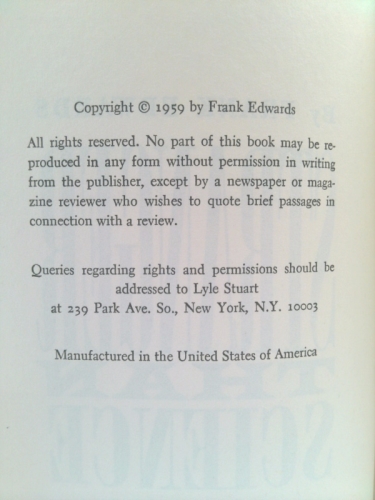 Copyright © 1959 by Frank Edwards
All rights reserved. No part of this book may be re-
produced in any form without permission in writing
from the publisher, except by a newspaper or maga-
zine reviewer who wishes to quote brief passages in
connection with a review.
Queries regarding rights and permissions should be
addressed to Lyle Stuart
at 239 Park Ave. So., New York, N.Y. 10003
Manufactured in the United States of America
THAN
SCIENCE